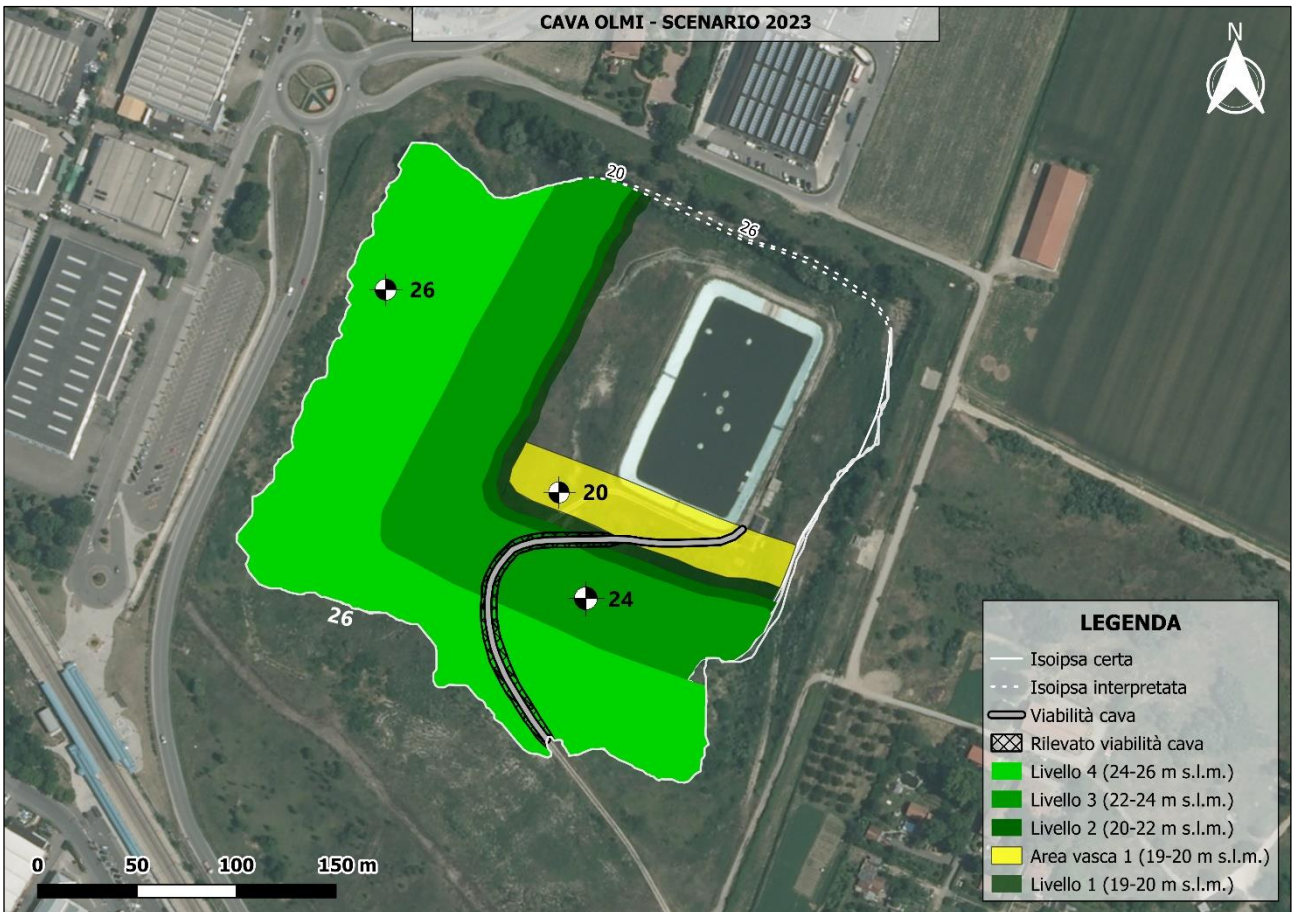 CAVA OLMI - SCENARIO 2023
N
20
26
26
20
24
26
LEGENDA
Isoipsa certa
Isoipsa interpretata
Viabilità cava
Rilevato viabilità cava
Livello 4 (24-26 m s.l.m.)
Livello 3 (22-24 m s.l.m.)
Livello 2 (20-22 m s.l.m.)
Area vasca 1 (19-20 m s.l.m.)
Livello 1 (19-20 m s.l.m.)
0 50 100 150 m